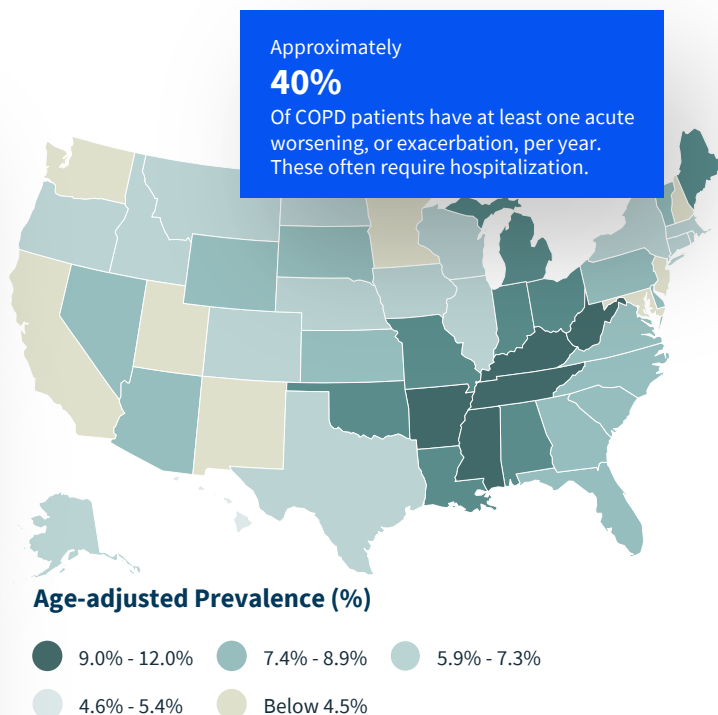 Approximately
40%
Of COPD patients have at least one acute
worsening, or exacerbation, per year.
These often require hospitalization.
Age-adjusted Prevalence (%)
9.0% - 12.0%
7.4% - 8.9%
5.9% - 7.3%
4.6% - 5.4%
Below 4.5%